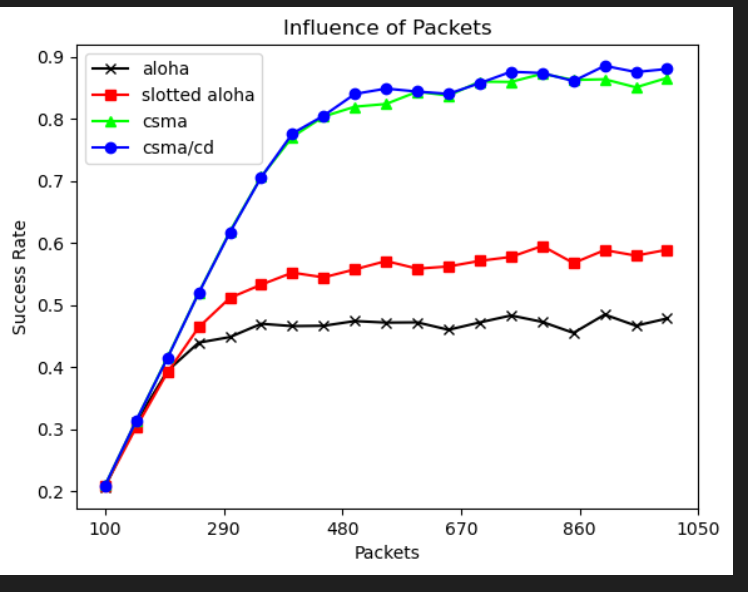 Influence of Packets
aloha
slotted aloha
csma
csma/cd
Success Rate
0.9
0.8
0.7
0.6
0.5
0.4
0.3
0.2
100 290 480 670 860 1050
Packets